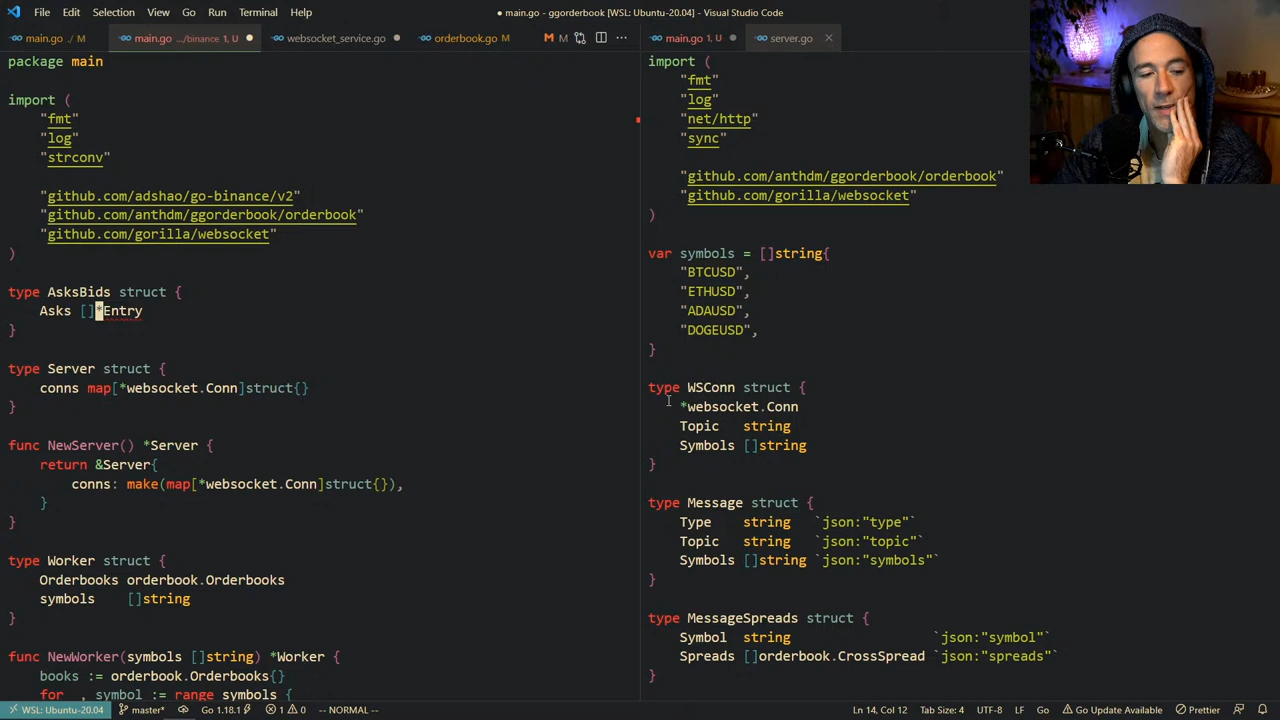 File Edit Selection View Go Run Terminal Help
● main.go - ggorderbook [WSL: Ubuntu-20.04] - Visual Studio Code
main.go ./ M
main.go .../binance 1, U ●
websocket_service.go ●
orderbook.go M
M M
main.go 1, U ●
server.go ×
package main
import (
"fmt"
"log"
"strconv"
"github.com/adshao/go-binance/v2"
"github.com/anthdm/ggorderbook/orderbook"
"github.com/gorilla/websocket"
)
type AsksBids struct {
Asks []*Entry
}
type Server struct {
conns map[*websocket.Conn]struct{}
}
func NewServer() *Server {
return &Server{
conns: make(map[*websocket.Conn]struct{}),
}
}
type Worker struct {
Orderbooks orderbook.Orderbooks
symbols []string
}
func NewWorker(symbols []string) *Worker {
books := orderbook.Orderbooks{}
for _, symbol := range symbols {
import (
"fmt"
"log"
"net/http"
"sync"
"github.com/anthdm/ggorderbook/orderbook"
"github.com/gorilla/websocket"
)
var symbols = []string{
"BTCUSD",
"ETHUSD",
"ADAUSD",
"DOGEUSD",
}
type WSConn struct {
*websocket.Conn
Topic string
Symbols []string
}
type Message struct {
Type string `json:"type"`
Topic string `json:"topic"`
Symbols []string `json:"symbols"`
}
type MessageSpreads struct {
Symbol string `json:"symbol"`
Spreads []orderbook.CrossSpread `json:"spreads"`
}
WSL: Ubuntu-20.04 master* Go 1.18.1 1 0 -- NORMAL -- Ln 14, Col 12 Tab Size: 4 UTF-8 LF Go Go Update Available Prettier